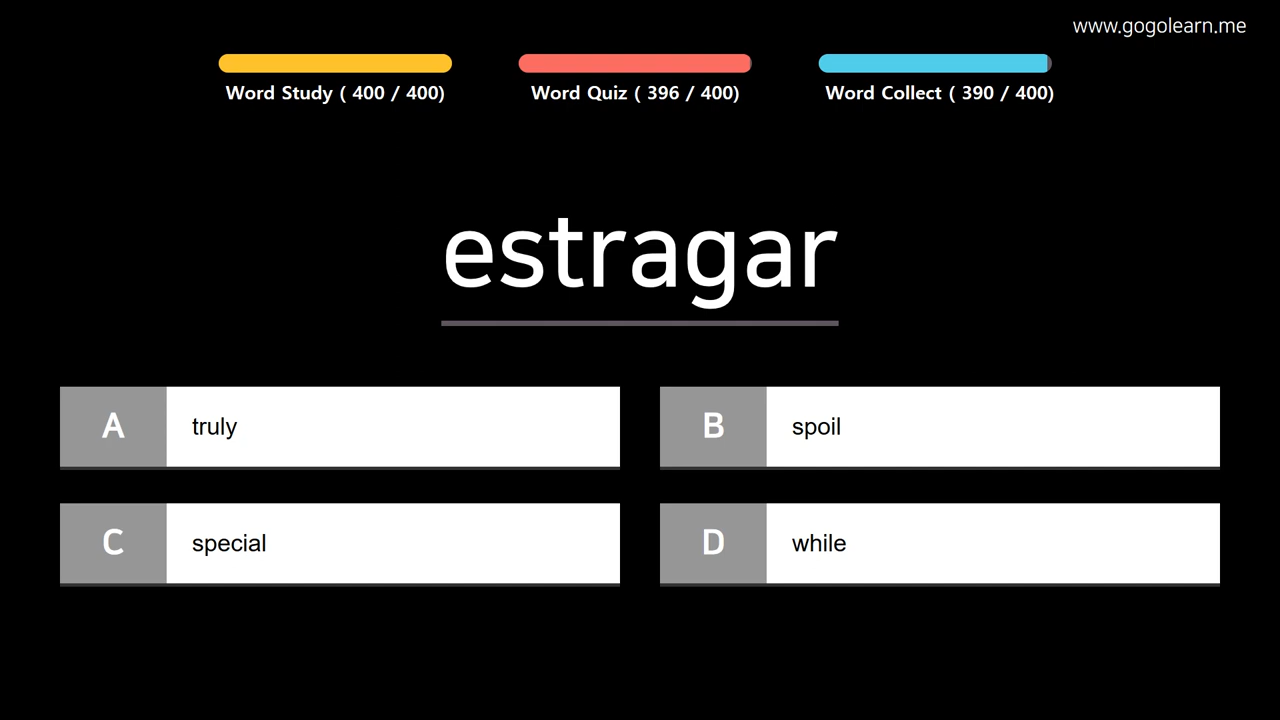 www.gogolearn.me
Word Study ( 400 / 400)
Word Quiz ( 396 / 400)
Word Collect ( 390 / 400)
estragar
A truly
B spoil
C special
D while